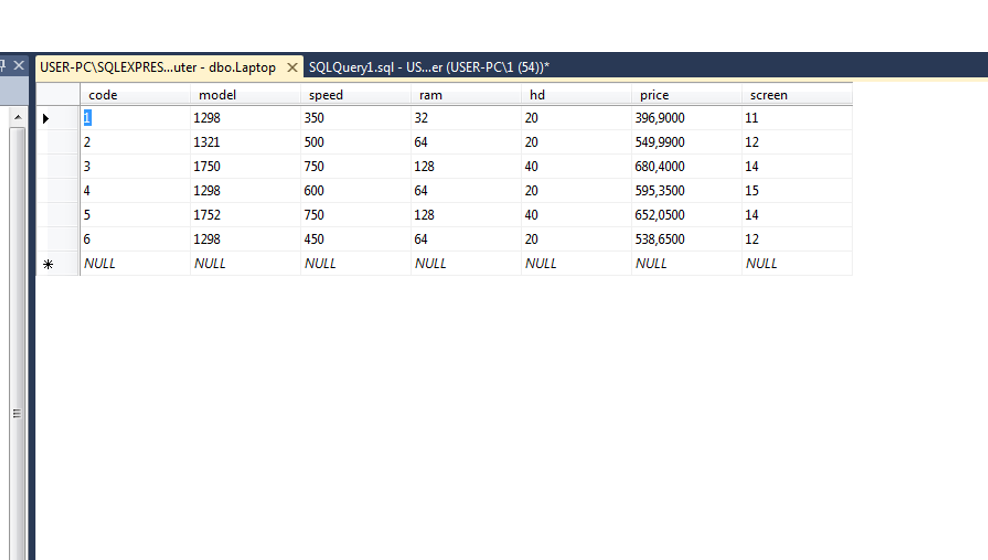 USER-PC\SQLEXPRES...uter - dbo.Laptop SQLQuery1.sql - US...er (USER-PC\1 (54))*
code model speed ram hd price screen
1 1298 350 32 20 396,9000 11
2 1321 500 64 20 549,9900 12
3 1750 750 128 40 680,4000 14
4 1298 600 64 20 595,3500 15
5 1752 750 128 40 652,0500 14
6 1298 450 64 20 538,6500 12
NULL NULL NULL NULL NULL NULL NULL